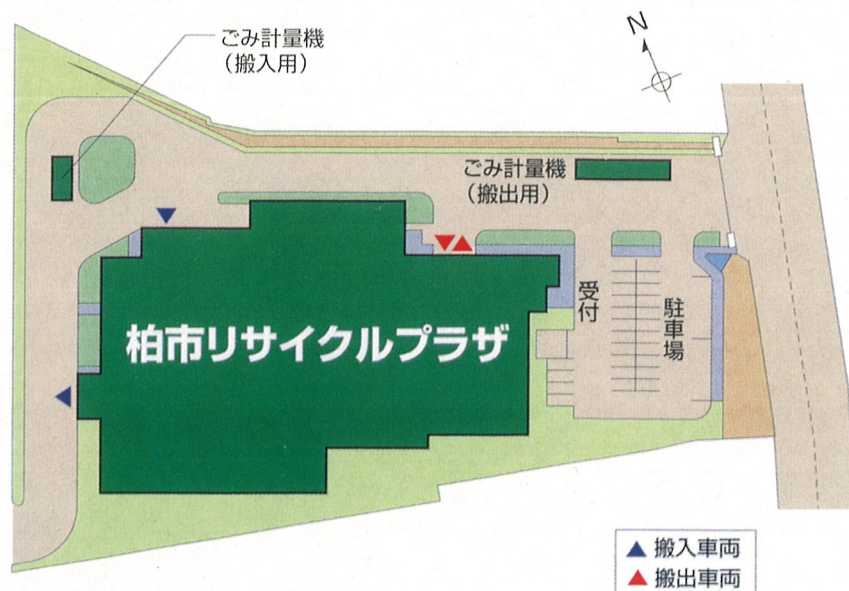 ごみ計量機
（搬入用）
N
ごみ計量機
（搬出用）
受付
駐車場
柏市リサイクルプラザ
▲ 搬入車両
▲ 搬出車両